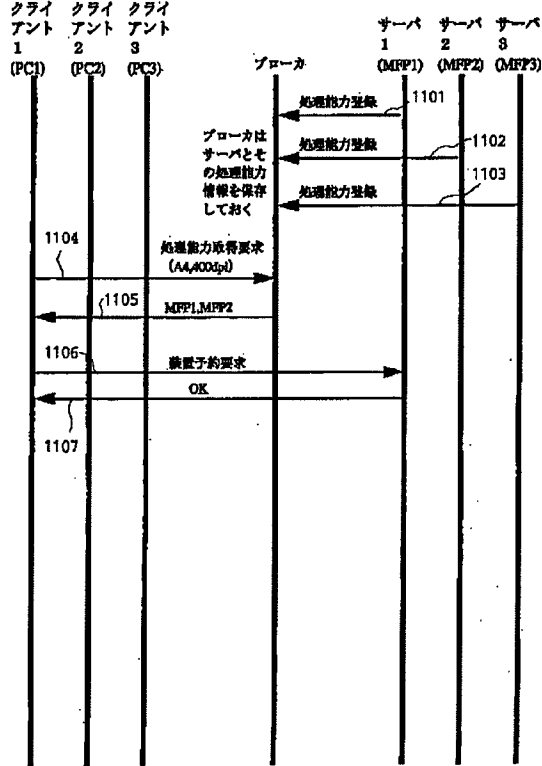 クライ
アント
1
(PC1)
クライ
アント
2
(PC2)
クライ
アント
3
(PC3)
ブローカ
サーバ
1
(MFP1)
サーバ
2
(MFP2)
サーバ
3
(MFP3)
処理能力登録
1101
処理能力登録
1102
処理能力登録
1103
ブローカは
サーバとそ
の処理能力
情報を保存
しておく
1104
処理能力取得要求
(A4,400dpi)
1105
MFP1,MFP2
1106
装置予約要求
OK
1107